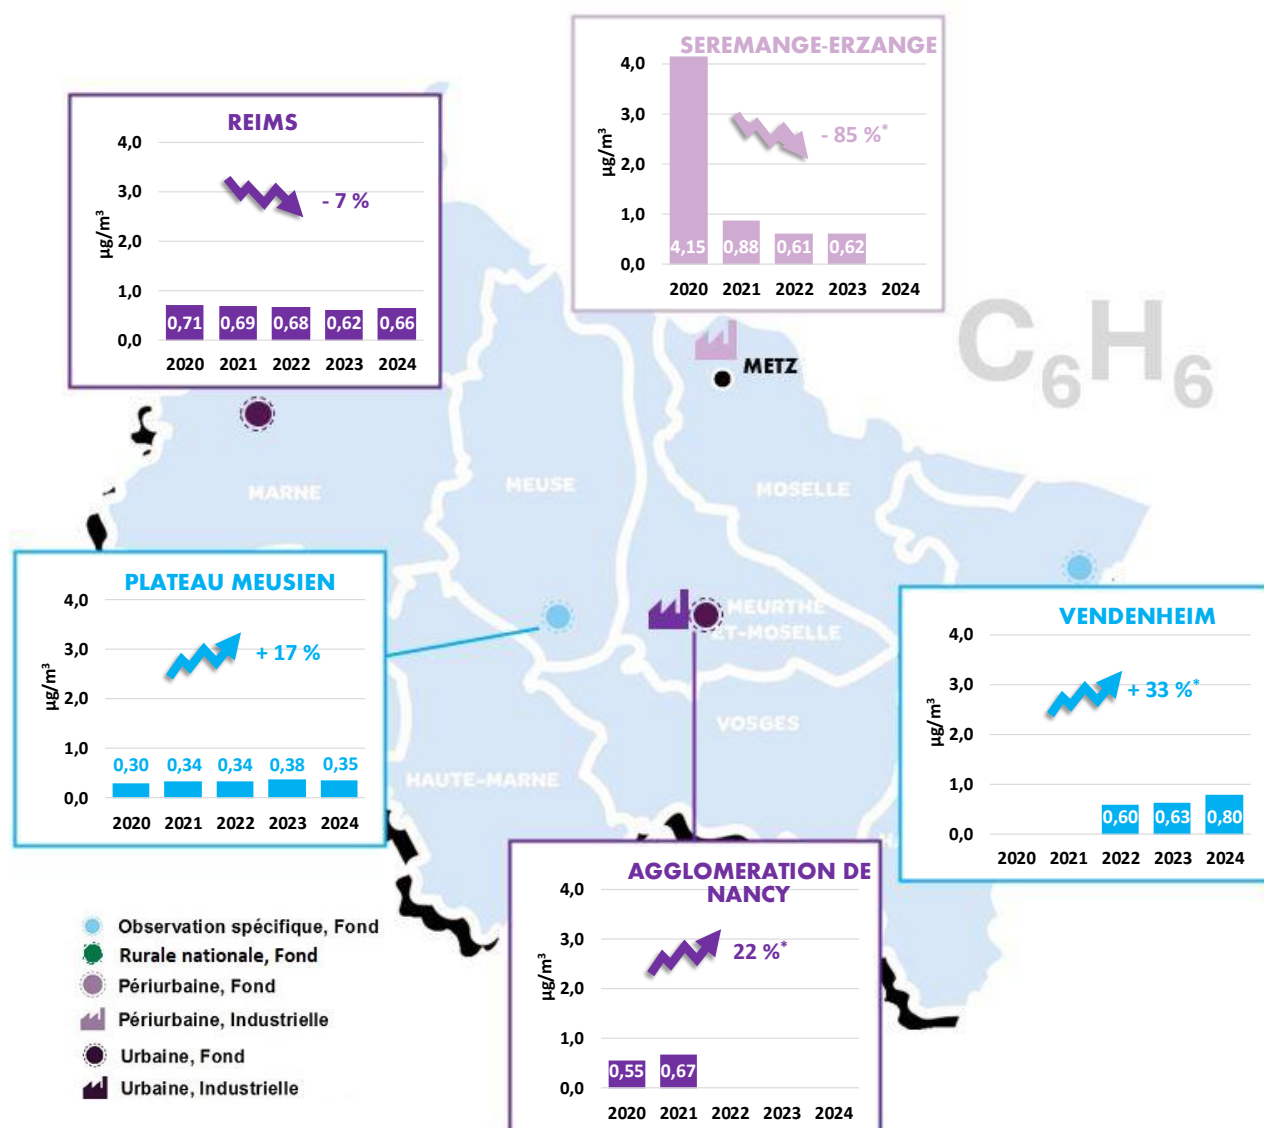 SEREMANGE-ERZANGE
4,0
3,0
2,0
1,0
0,0
µg/m³
- 85 %*
4,15
0,88
0,61
0,62
2020 2021 2022 2023 2024
REIMS
4,0
3,0
2,0
1,0
0,0
µg/m³
- 7 %
0,71 0,69 0,68 0,62 0,66
2020 2021 2022 2023 2024
C6H6
METZ
MARNE
MEUSE
MOSELLE
PLATEAU MEUSIEN
4,0
3,0
2,0
1,0
0,0
µg/m³
+ 17 %
0,30 0,34 0,34 0,38 0,35
2020 2021 2022 2023 2024
MEURTHE
ET-MOSELLE
VENDENHEIM
4,0
3,0
2,0
1,0
0,0
µg/m³
+ 33 %*
0,60 0,63 0,80
2020 2021 2022 2023 2024
VOSGES
HAUTE-MARNE
AGGLOMERATION DE
NANCY
4,0
3,0
2,0
1,0
0,0
µg/m³
22 %*
0,55 0,67
2020 2021 2022 2023 2024
Observation spécifique, Fond
Rurale nationale, Fond
Périurbaine, Fond
Périurbaine, Industrielle
Urbaine, Fond
Urbaine, Industrielle